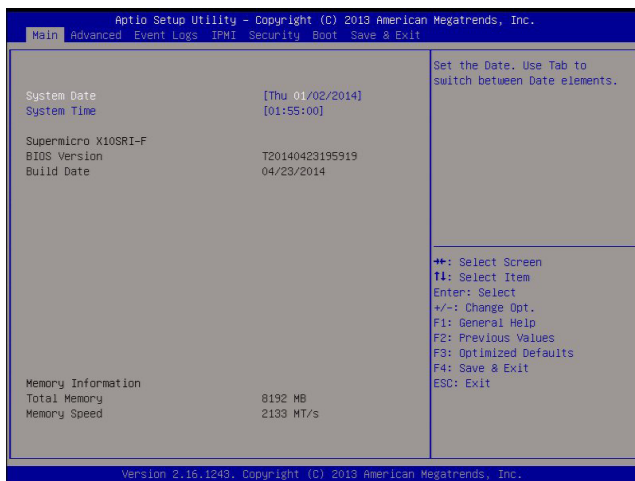 Aptio Setup Utility – Copyright (C) 2013 American Megatrends, Inc.
Main Advanced Event Logs IPMI Security Boot Save & Exit
Set the Date. Use Tab to
switch between Date elements.
System Date [Thu 01/02/2014]
System Time [01:55:00]
Supermicro X10SRI-F
BIOS Version T20140423195919
Build Date 04/23/2014
Memory Information
Total Memory 8192 MB
Memory Speed 2133 MT/s
→←: Select Screen
↑↓: Select Item
Enter: Select
+/-: Change Opt.
F1: General Help
F2: Previous Values
F3: Optimized Defaults
F4: Save & Exit
ESC: Exit
Version 2.16.1243. Copyright (C) 2013 American Megatrends, Inc.